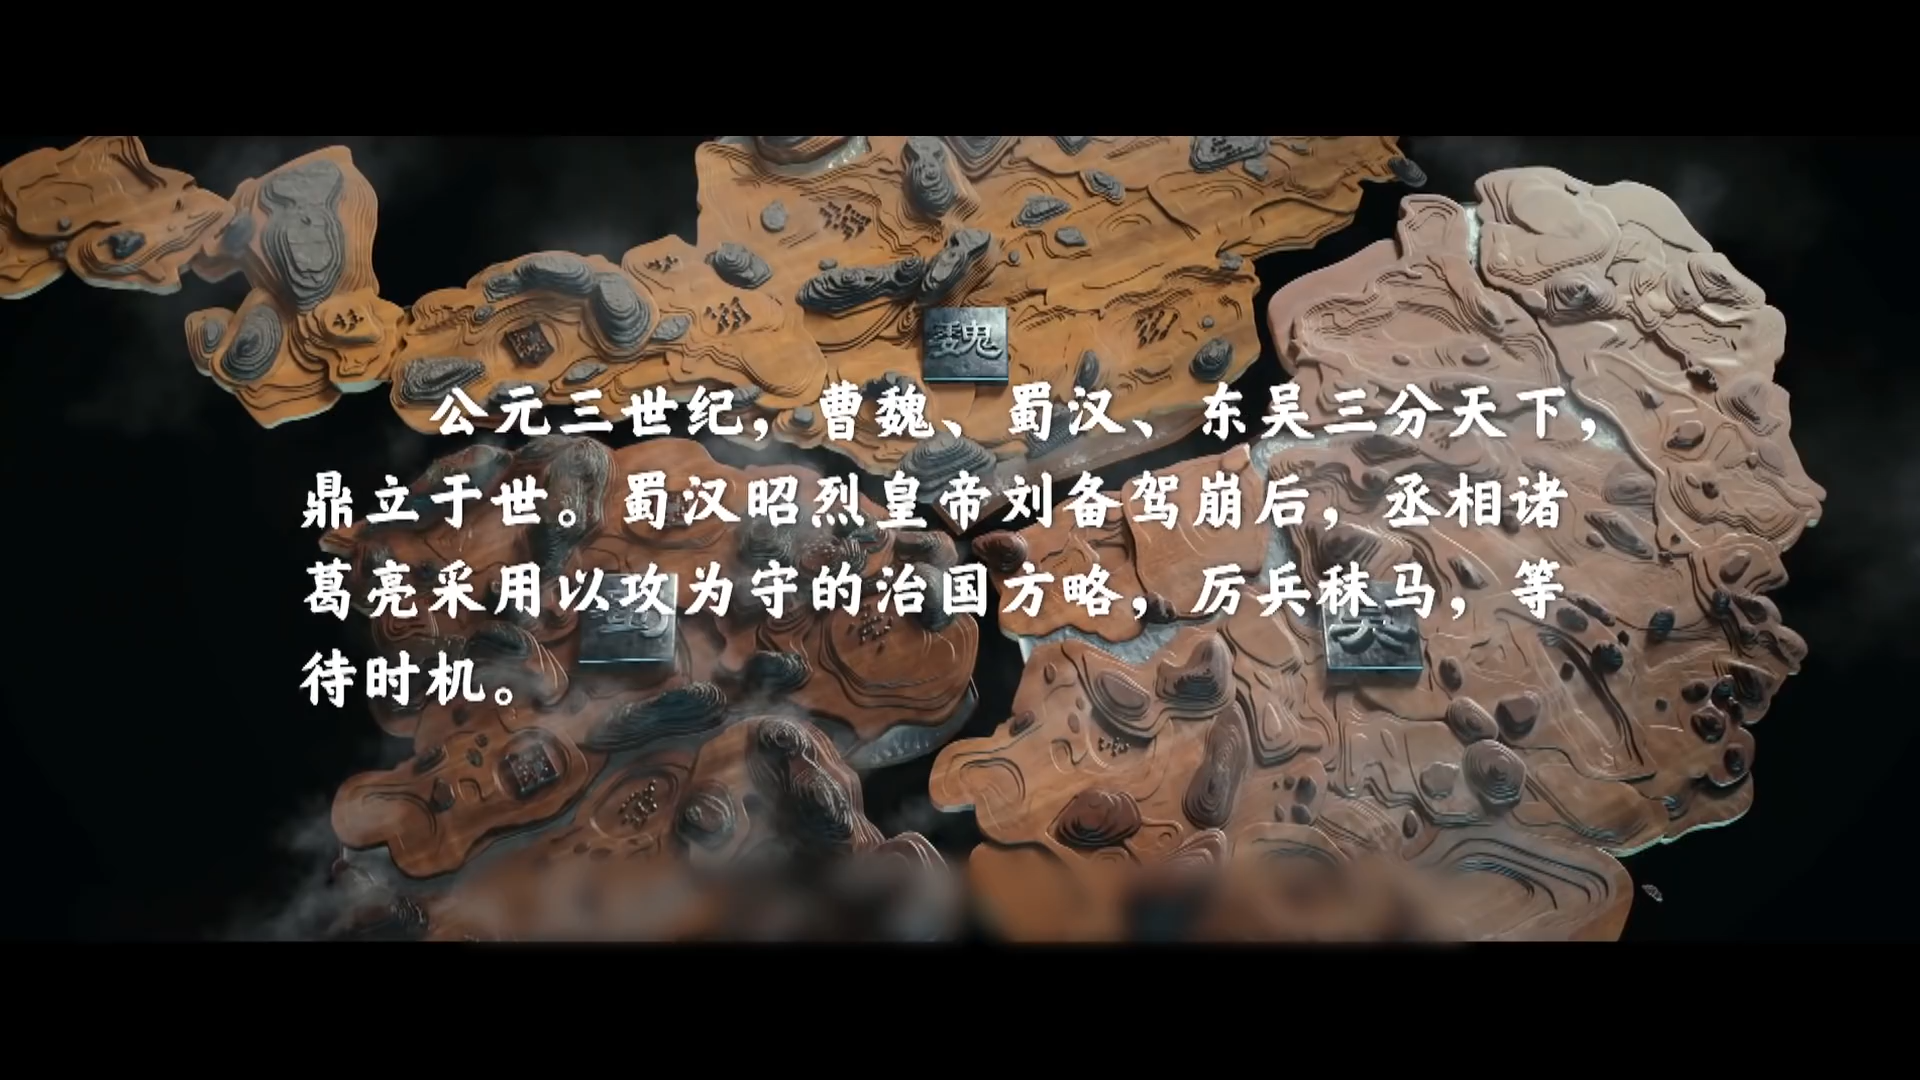 魏
公元三世纪，曹魏、蜀汉、东吴三分天下，
鼎立于世。蜀汉昭烈皇帝刘备驾崩后，丞相诸
葛亮采用以攻为守的治国方略，厉兵秣马，等
待时机。
蜀
吴